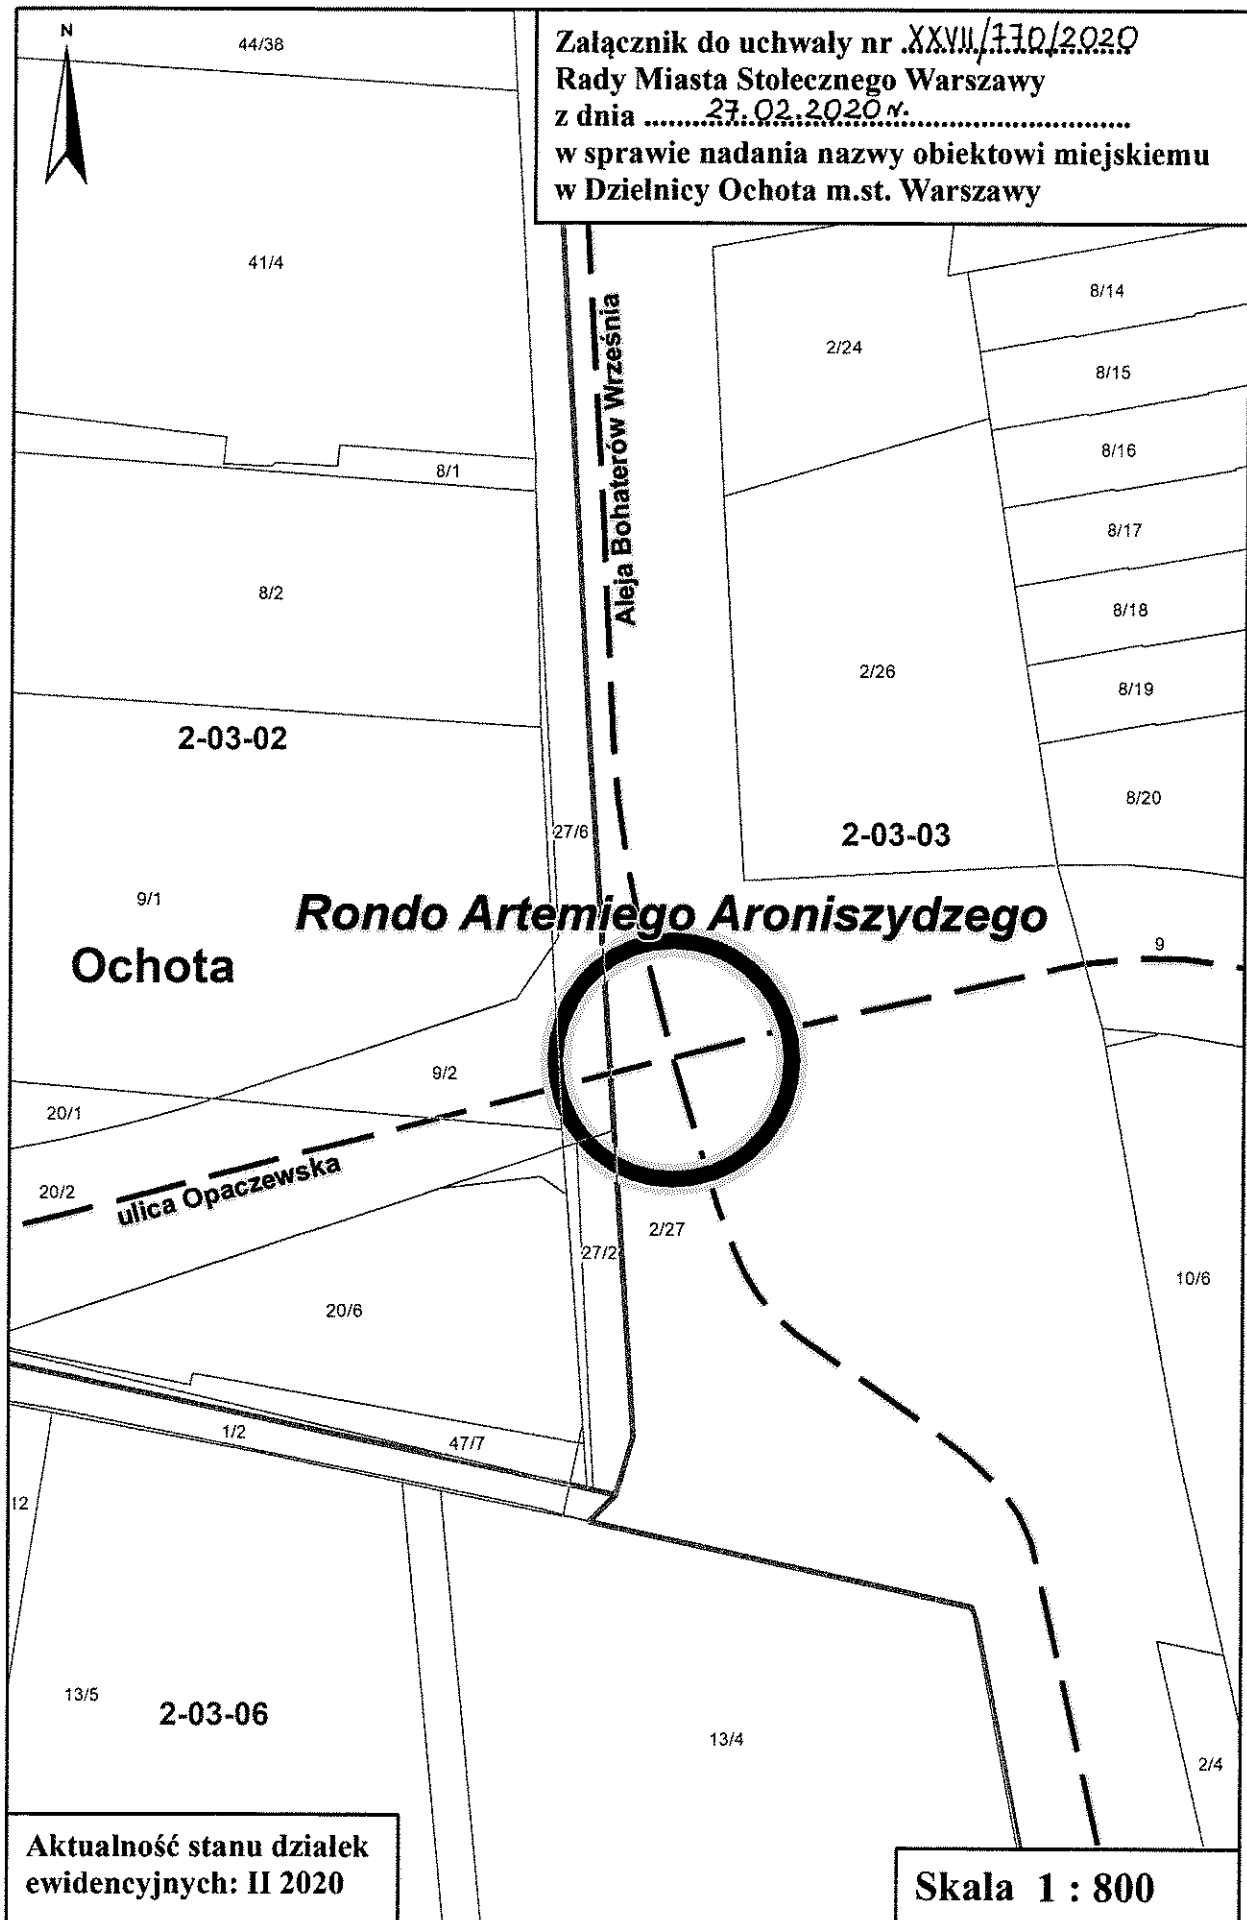 Załącznik do uchwały nr XXVII/770/2020
Rady Miasta Stołecznego Warszawy
z dnia 27.02.2020 r.
w sprawie nadania nazwy obiektowi miejskiemu
w Dzielnicy Ochota m.st. Warszawy
N
44/38
41/4
8/14
2/24
8/15
Aleja Bohaterów Września
8/16
8/1
8/17
8/2
8/18
2/26
8/19
2-03-02
8/20
27/6
2-03-03
9/1
Rondo Artemiego Aroniszydzego
9
Ochota
9/2
20/1
20/2
ulica Opaczewska
2/27
27/2
10/6
20/6
1/2
47/7
12
13/5
2-03-06
13/4
2/4
Aktualność stanu działek
ewidencyjnych: II 2020
Skala 1 : 800